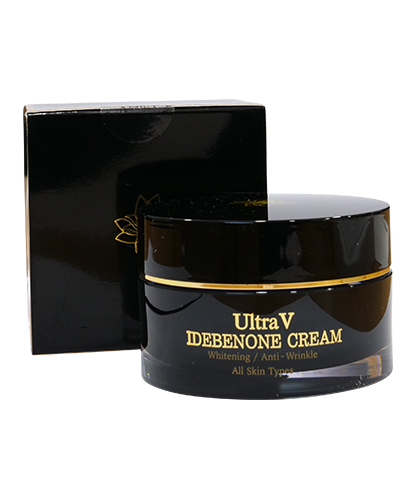 Ultra V
IDEBENONE CREAM
Whitening / Anti-Wrinkle
All Skin Types